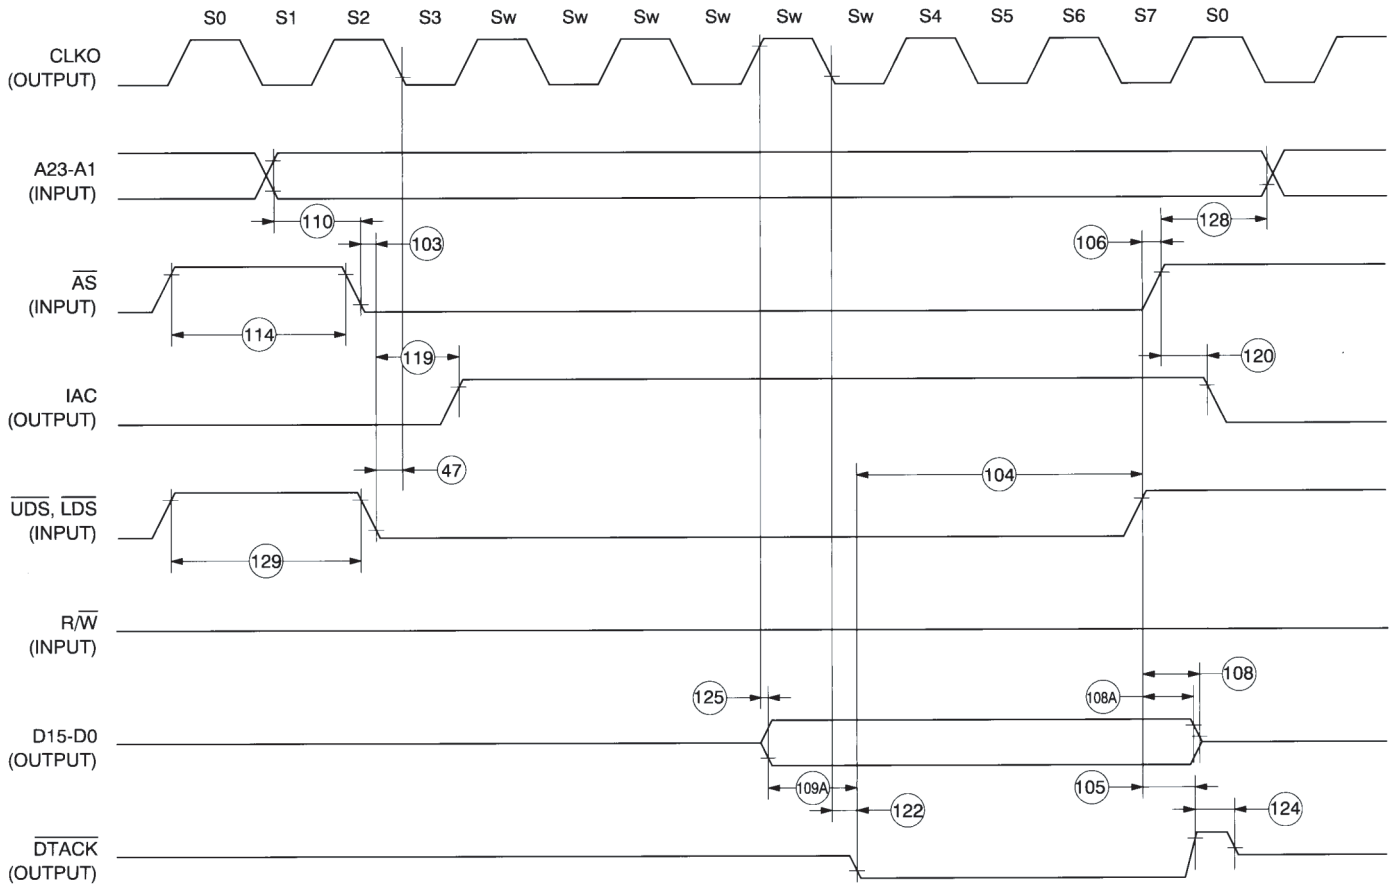 S0 S1 S2 S3 Sw Sw Sw Sw Sw Sw S4 S5 S6 S7 S0
CLKO
(OUTPUT)
A23-A1
(INPUT)
110
128
103
106
AS
(INPUT)
114
119
120
IAC
(OUTPUT)
47
104
UDS, LDS
(INPUT)
129
R/W
(INPUT)
108
125
108A
D15-D0
(OUTPUT)
109A
105
122
124
DTACK
(OUTPUT)